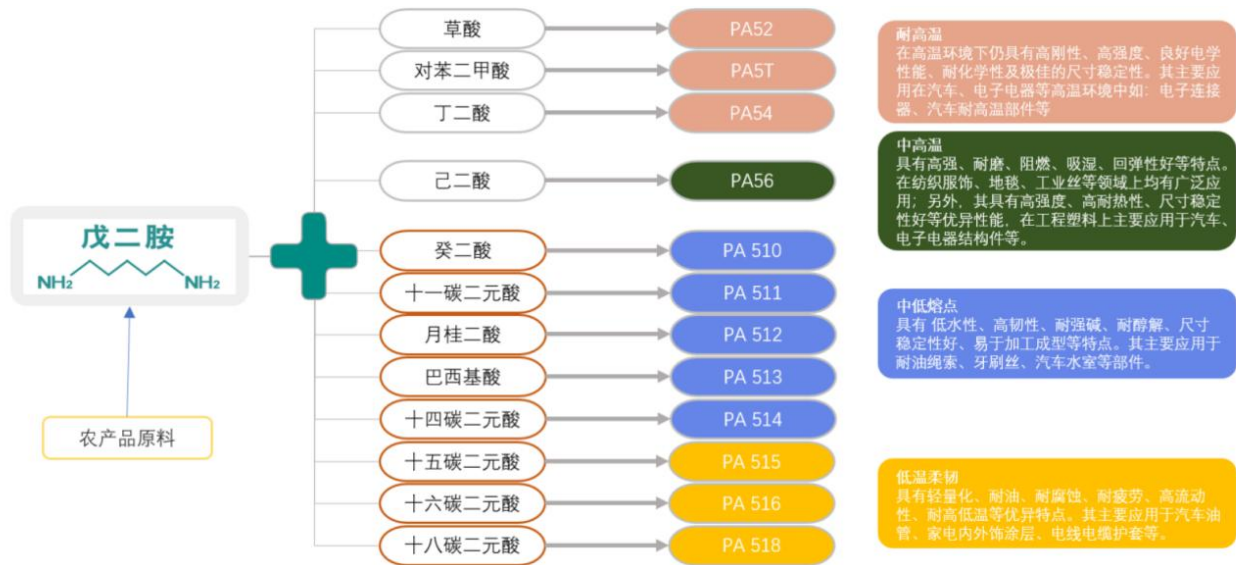 草酸
PA52
对苯二甲酸
PA5T
丁二酸
PA54
己二酸
PA56
癸二酸
PA 510
十一碳二元酸
PA 511
月桂二酸
PA 512
巴西基酸
PA 513
十四碳二元酸
PA 514
十五碳二元酸
PA 515
十六碳二元酸
PA 516
十八碳二元酸
PA 518
戊二胺
NH₂
NH₂
农产品原料
耐高温
在高温环境下仍具有高刚性、高强度、良好电学
性能、耐化学性及极佳的尺寸稳定性。其主要应
用在汽车、电子电器等高温环境中如：电子连接
器、汽车耐高温部件等
中高温
具有高强、耐磨、阻燃、吸湿、回弹性好等特点。
在纺织服饰、地毯、工业丝等领域上均有广泛应
用；另外，其具有高强度、高耐热性、尺寸稳定
性好等优异性能，在工程塑料上主要应用于汽车、
电子电器结构件等。
中低熔点
具有 低水性、高韧性、耐强碱、耐醇解、尺寸
稳定性好、易于加工成型等特点。其主要应用于
耐油绳索、牙刷丝、汽车水室等部件。
低温柔韧
具有轻量化、耐油、耐腐蚀、耐疲劳、高流动
性、耐高低温等优异特点。其主要应用于汽车油
管、家电内外饰涂层、电线电缆护套等。